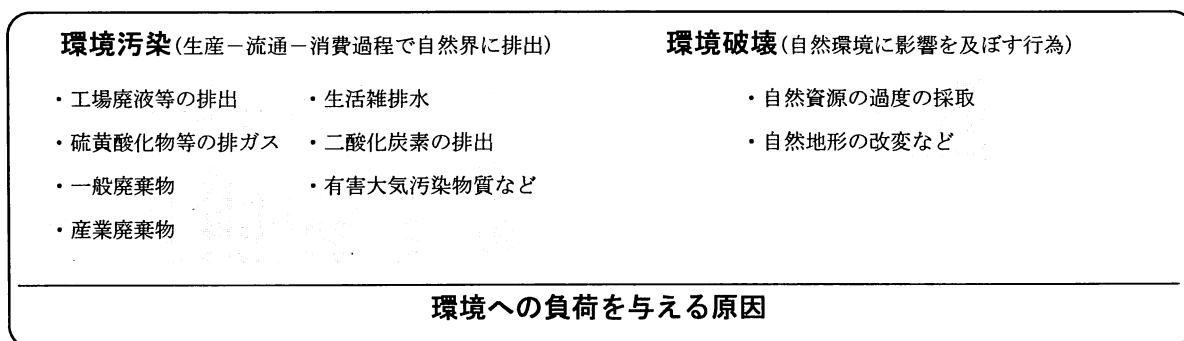 環境汚染(生産－流通－消費過程で自然界に排出)
・工場廃液等の排出
・硫黄酸化物等の排ガス
・一般廃棄物
・産業廃棄物
・生活雑排水
・二酸化炭素の排出
・有害大気汚染物質など
環境破壊(自然環境に影響を及ぼす行為)
・自然資源の過度の採取
・自然地形の改変など
環境への負荷を与える原因